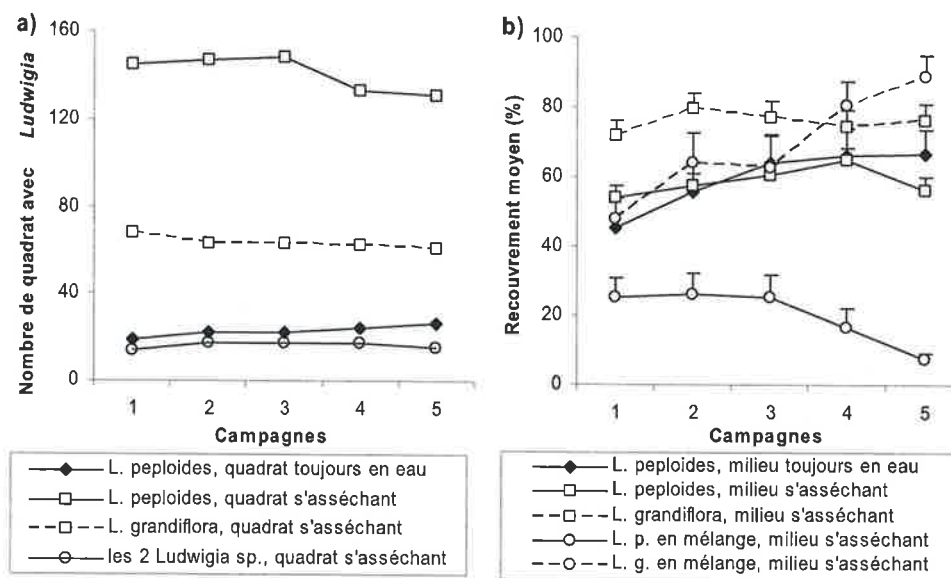 a)
160
120
80
40
0
Nombre de quadrat avec Ludwigia
1 2 3 4 5
Campagnes
L. peploides, quadrat toujours en eau
L. peploides, quadrat s'asséchant
L. grandiflora, quadrat s'asséchant
les 2 Ludwigia sp., quadrat s'asséchant
b)
100
80
60
40
20
0
Recouvrement moyen (%)
1 2 3 4 5
Campagnes
L. peploides, milieu toujours en eau
L. peploides, milieu s'asséchant
L. grandiflora, milieu s'asséchant
L. p. en mélange, milieu s'asséchant
L. g. en mélange, milieu s'asséchant